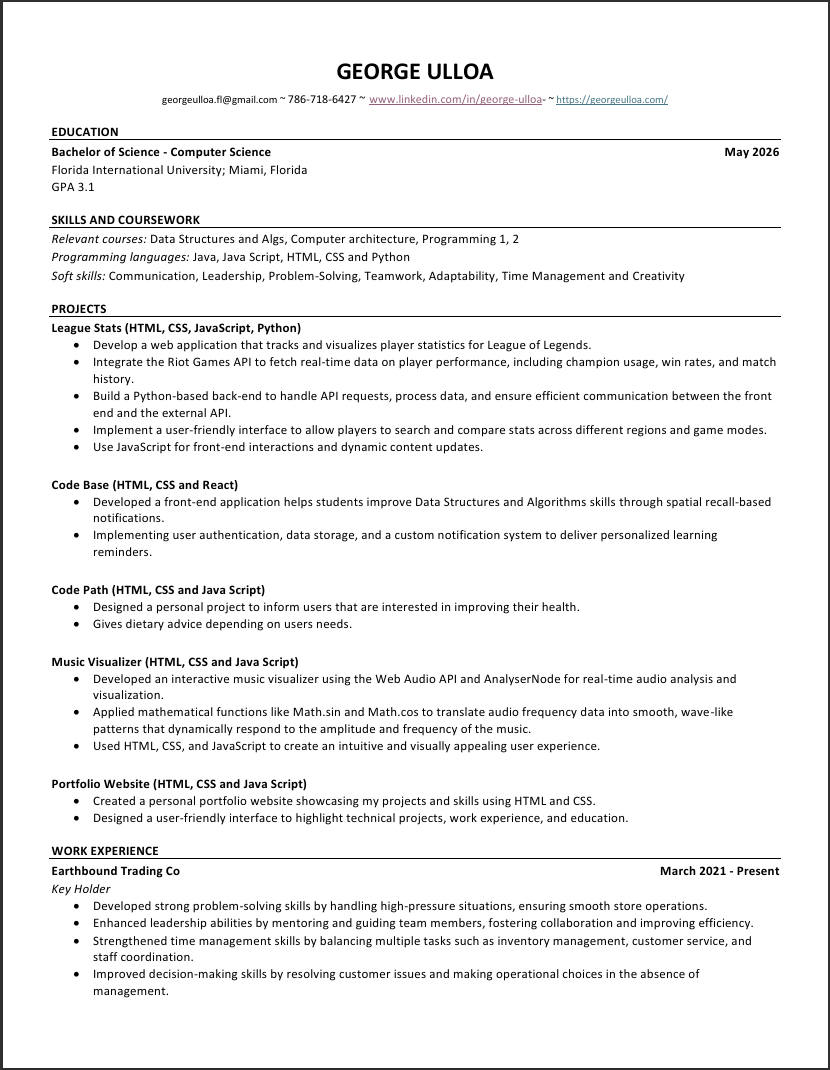 GEORGE ULLOA
georgeulloa.fl@gmail.com ~ 786-718-6427 ~ www.linkedin.com/in/george-ulloa- ~ https://georgeulloa.com/
EDUCATION
Bachelor of Science - Computer Science May 2026
Florida International University; Miami, Florida
GPA 3.1
SKILLS AND COURSEWORK
Relevant courses: Data Structures and Algs, Computer architecture, Programming 1, 2
Programming languages: Java, Java Script, HTML, CSS and Python
Soft skills: Communication, Leadership, Problem-Solving, Teamwork, Adaptability, Time Management and Creativity
PROJECTS
League Stats (HTML, CSS, JavaScript, Python)
• Develop a web application that tracks and visualizes player statistics for League of Legends.
• Integrate the Riot Games API to fetch real-time data on player performance, including champion usage, win rates, and match
history.
• Build a Python-based back-end to handle API requests, process data, and ensure efficient communication between the front
end and the external API.
• Implement a user-friendly interface to allow players to search and compare stats across different regions and game modes.
• Use JavaScript for front-end interactions and dynamic content updates.
Code Base (HTML, CSS and React)
• Developed a front-end application helps students improve Data Structures and Algorithms skills through spatial recall-based
notifications.
• Implementing user authentication, data storage, and a custom notification system to deliver personalized learning
reminders.
Code Path (HTML, CSS and Java Script)
• Designed a personal project to inform users that are interested in improving their health.
• Gives dietary advice depending on users needs.
Music Visualizer (HTML, CSS and Java Script)
• Developed an interactive music visualizer using the Web Audio API and AnalyserNode for real-time audio analysis and
visualization.
• Applied mathematical functions like Math.sin and Math.cos to translate audio frequency data into smooth, wave-like
patterns that dynamically respond to the amplitude and frequency of the music.
• Used HTML, CSS, and JavaScript to create an intuitive and visually appealing user experience.
Portfolio Website (HTML, CSS and Java Script)
• Created a personal portfolio website showcasing my projects and skills using HTML and CSS.
• Designed a user-friendly interface to highlight technical projects, work experience, and education.
WORK EXPERIENCE
Earthbound Trading Co March 2021 - Present
Key Holder
• Developed strong problem-solving skills by handling high-pressure situations, ensuring smooth store operations.
• Enhanced leadership abilities by mentoring and guiding team members, fostering collaboration and improving efficiency.
• Strengthened time management skills by balancing multiple tasks such as inventory management, customer service, and
staff coordination.
• Improved decision-making skills by resolving customer issues and making operational choices in the absence of
management.